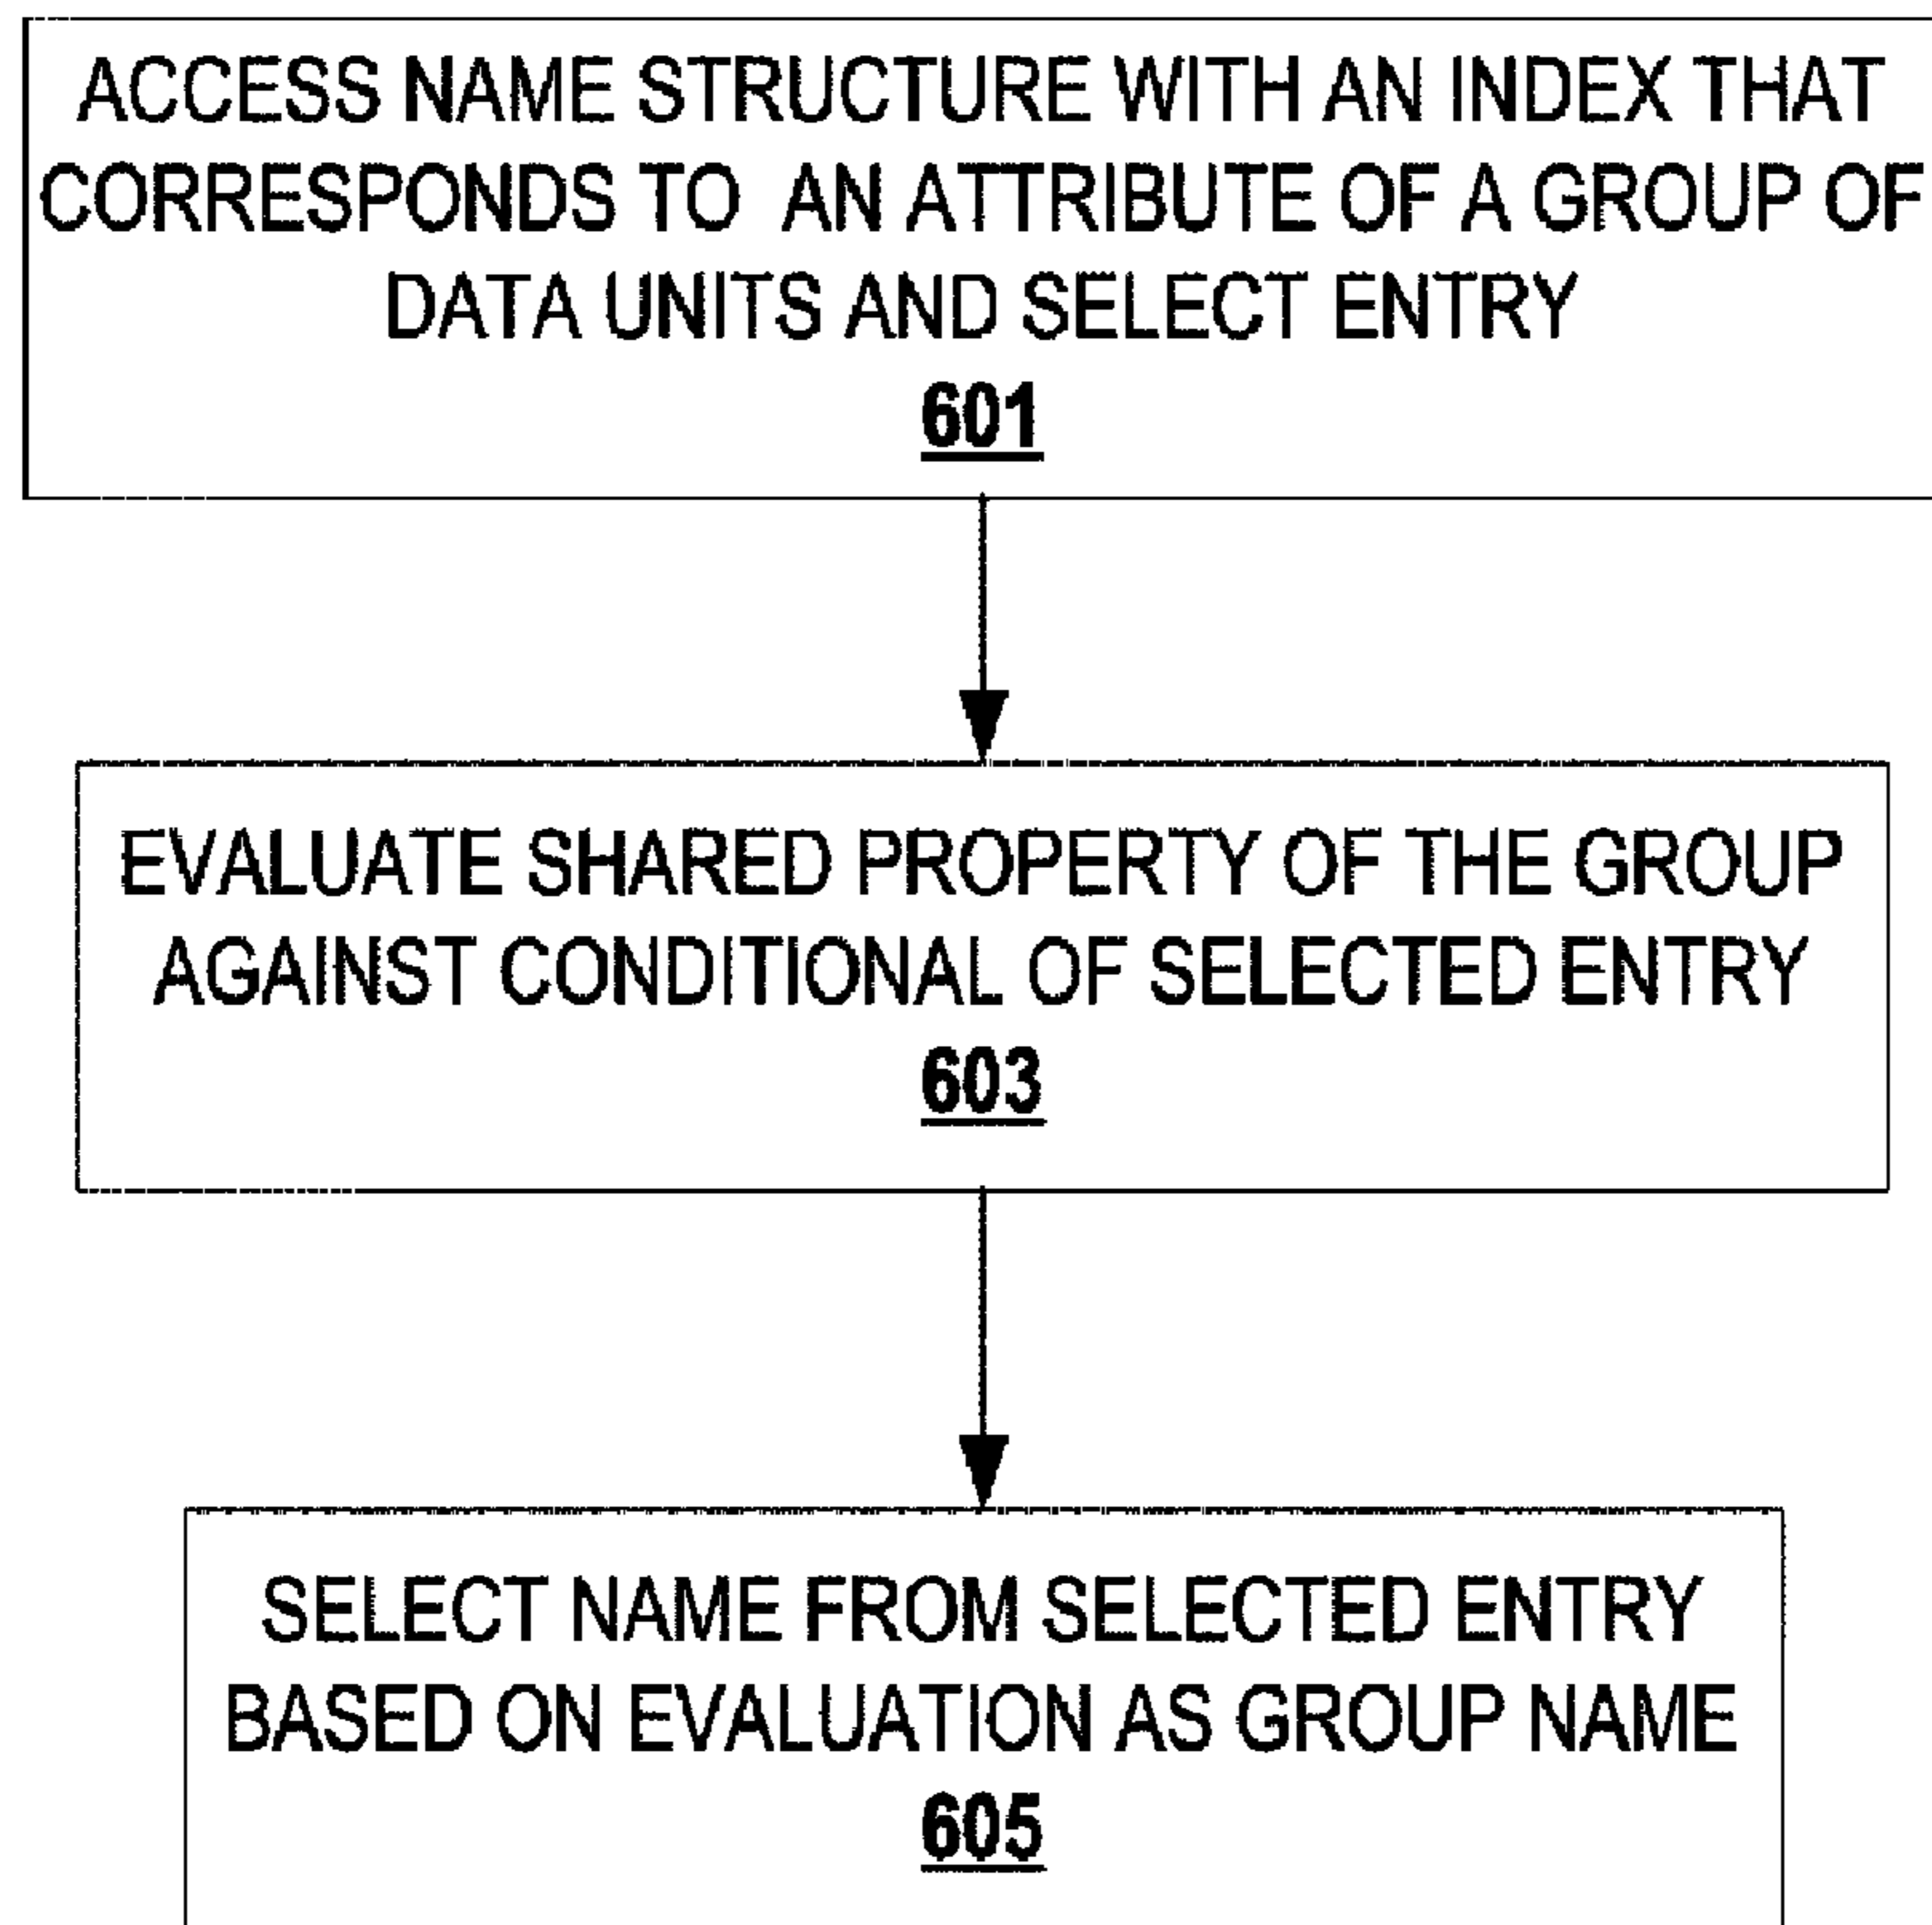 ACCESS NAME STRUCTURE WITH AN INDEX THAT
CORRESPONDS TO AN ATTRIBUTE OF A GROUP OF
DATA UNITS AND SELECT ENTRY
601
EVALUATE SHARED PROPERTY OF THE GROUP
AGAINST CONDITIONAL OF SELECTED ENTRY
603
SELECT NAME FROM SELECTED ENTRY
BASED ON EVALUATION AS GROUP NAME
605